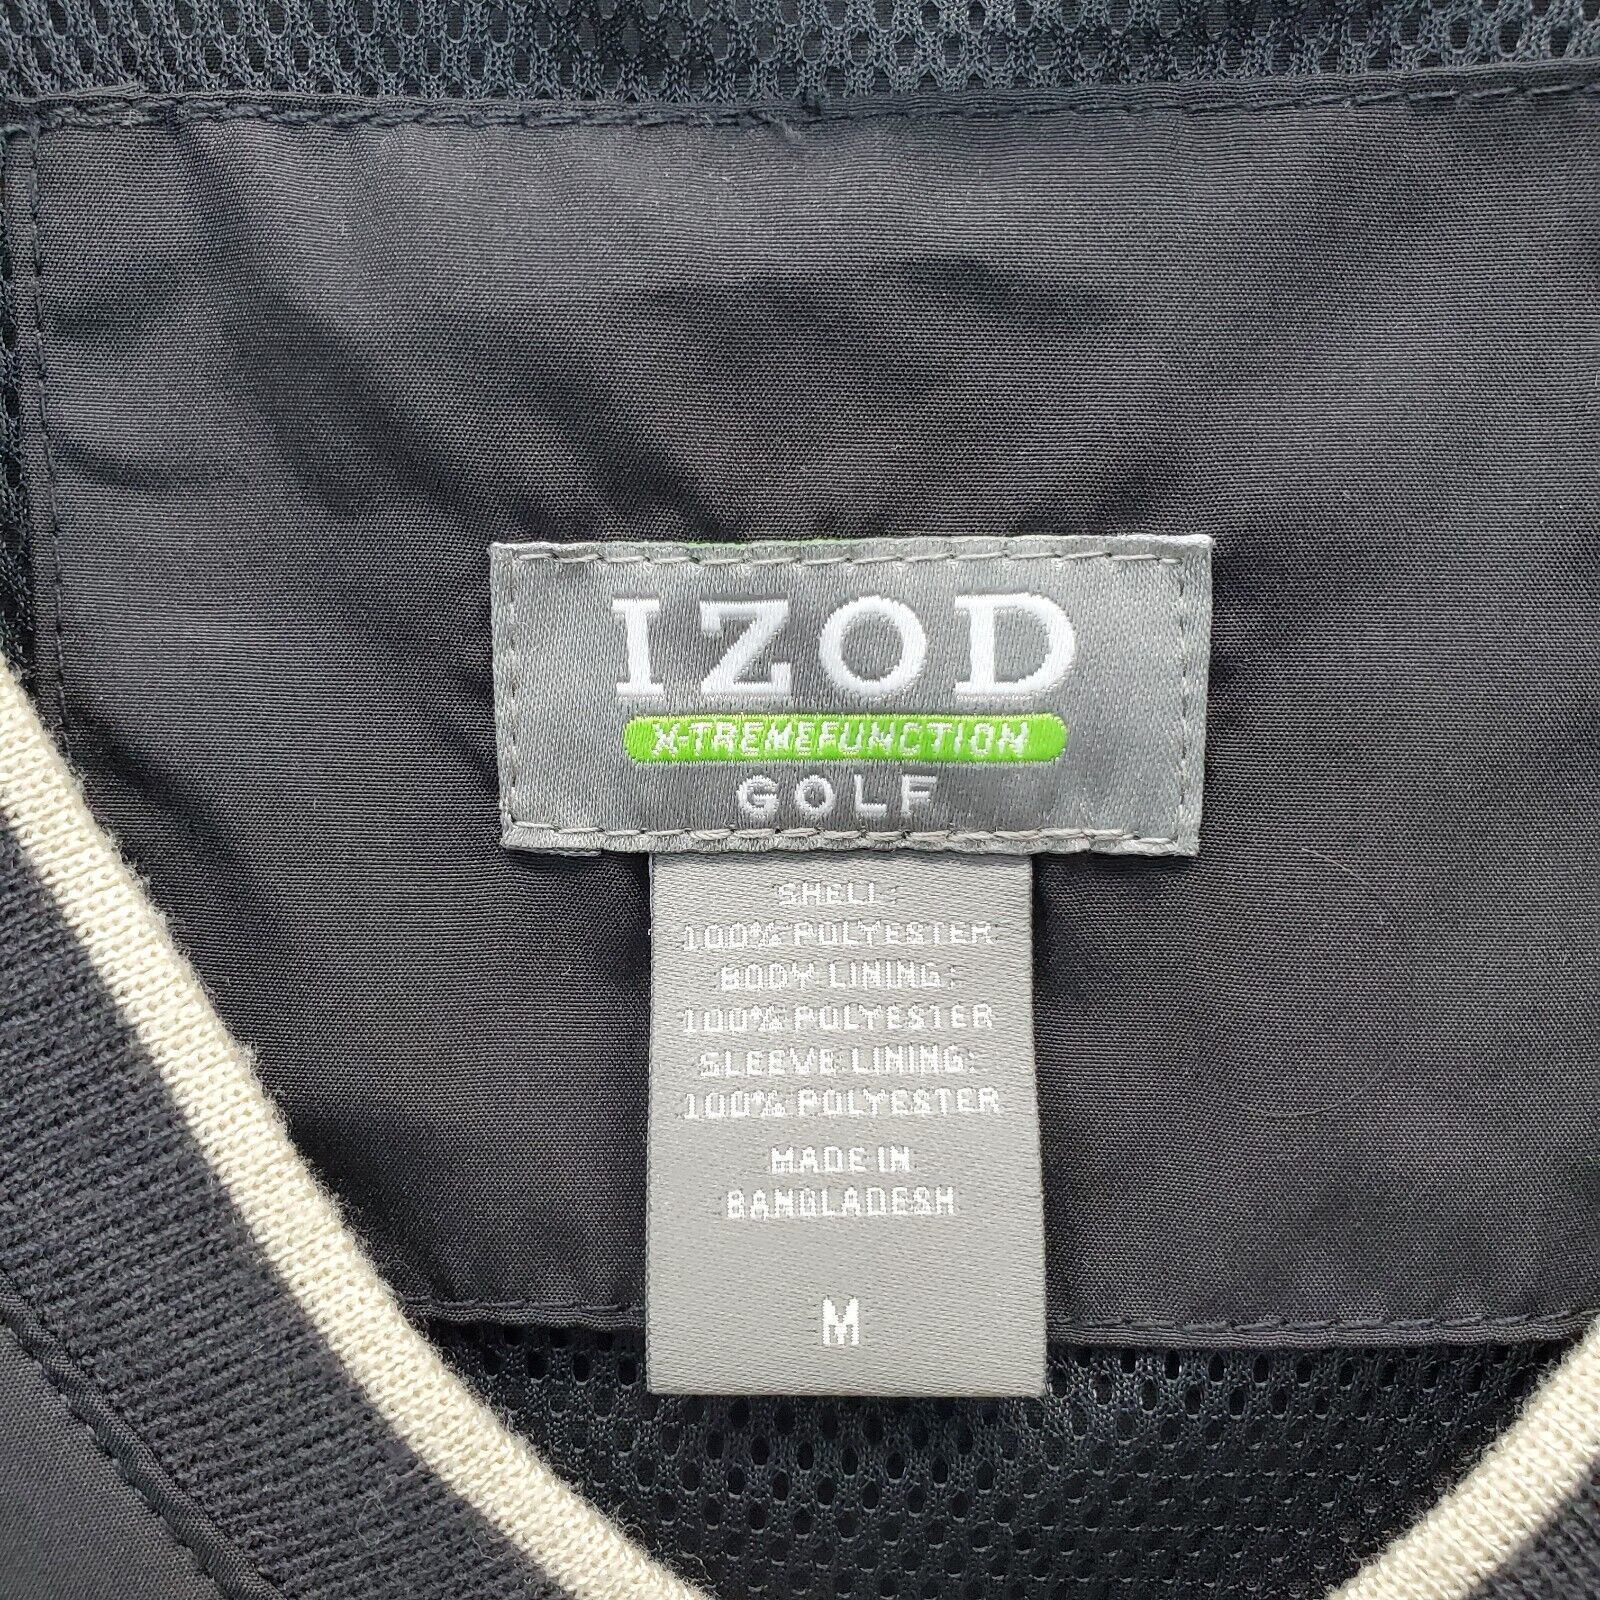 IZOD
X-TREMEFUNCTION
GOLF
SHELL:
100% POLYESTER
BODY LINING:
100% POLYESTER
SLEEVE LINING:
100% POLYESTER
MADE IN
BANGLADESH
M